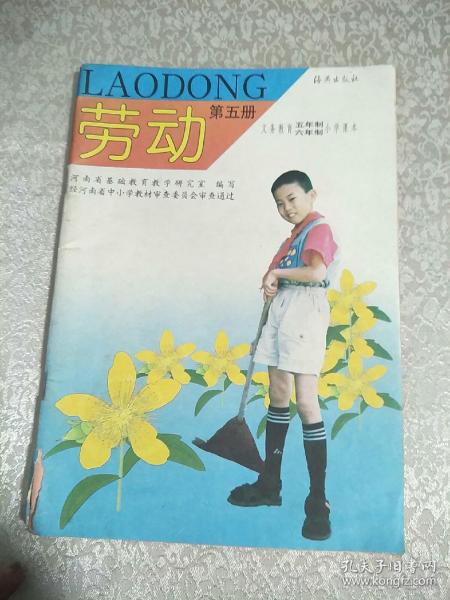 LAODONG
海燕出版社
劳动
第五册
义务教育五年制六年制小学课本
河南省基础教育教学研究室 编写
经河南省中小学教材审查委员会审查通过
孔夫子旧书网
www.kongfz.com